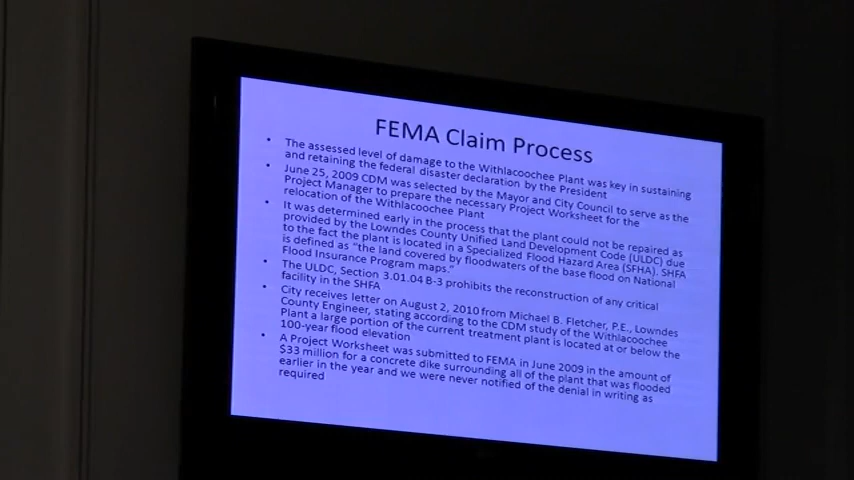 FEMA Claim Process
• The assessed level of damage to the Withlacoochee Plant was key in sustaining
and retaining the federal disaster declaration by the President
• June 25, 2009 CDM was selected by the Mayor and City Council to serve as the
Project Manager to prepare the necessary Project Worksheet for the
relocation of the Withlacoochee Plant
• It was determined early in the process that the plant could not be repaired as
provided by the Lowndes County Unified Land Development Code (ULDC) due
to the fact the plant is located in a Specialized Flood Hazard Area (SFHA). SHFA
is defined as "the land covered by floodwaters of the base flood on National
Flood Insurance Program maps."
• The ULDC, Section 3.01.04 B-3 prohibits the reconstruction of any critical
facility in the SHFA
• City receives letter on August 2, 2010 from Michael B. Fletcher, P.E., Lowndes
County Engineer, stating according to the CDM study of the Withlacoochee
Plant a large portion of the current treatment plant is located at or below the
100-year flood elevation
• A Project Worksheet was submitted to FEMA in June 2009 in the amount of
$33 million for a concrete dike surrounding all of the plant that was flooded
earlier in the year and we were never notified of the denial in writing as
required